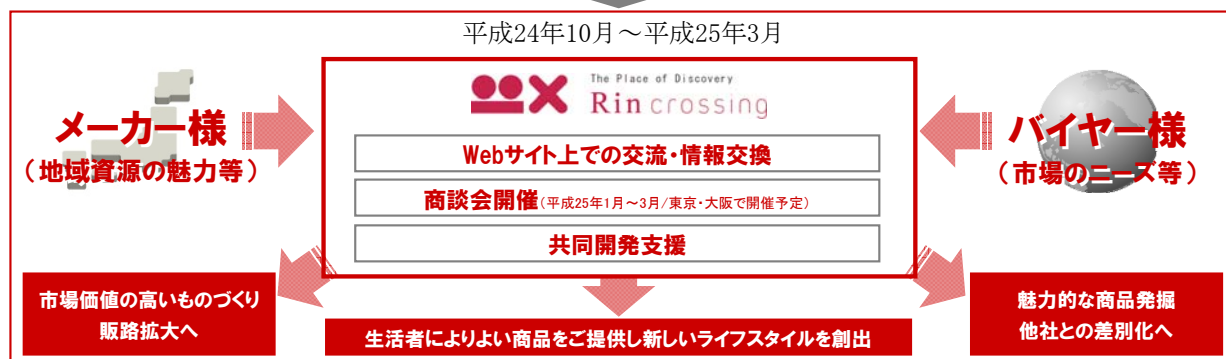 平成24年10月～平成25年3月
The Place of Discovery
Rin crossing
メーカー様
（地域資源の魅力等）
Webサイト上での交流・情報交換
商談会開催（平成25年1月～3月/東京・大阪で開催予定）
共同開発支援
バイヤー様
（市場のニーズ等）
市場価値の高いものづくり
販路拡大へ
生活者によりよい商品をご提供し新しいライフスタイルを創出
魅力的な商品発掘
他社との差別化へ